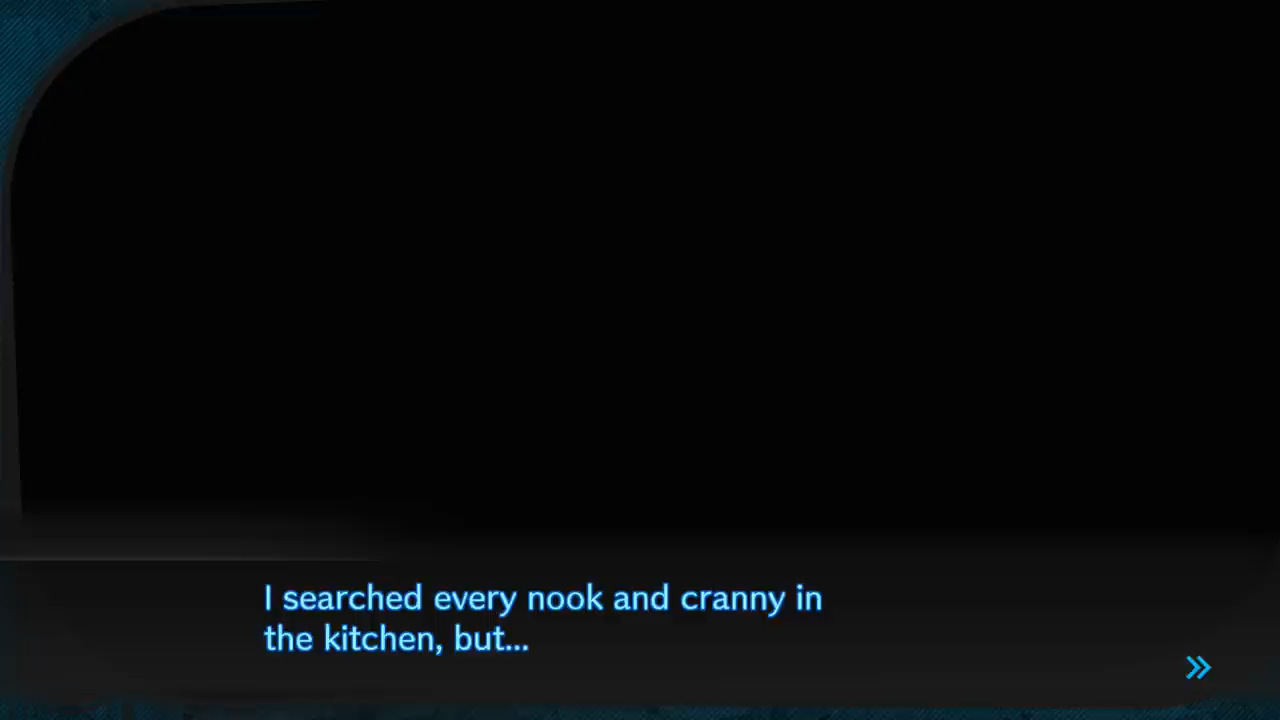 I searched every nook and cranny in
the kitchen, but...